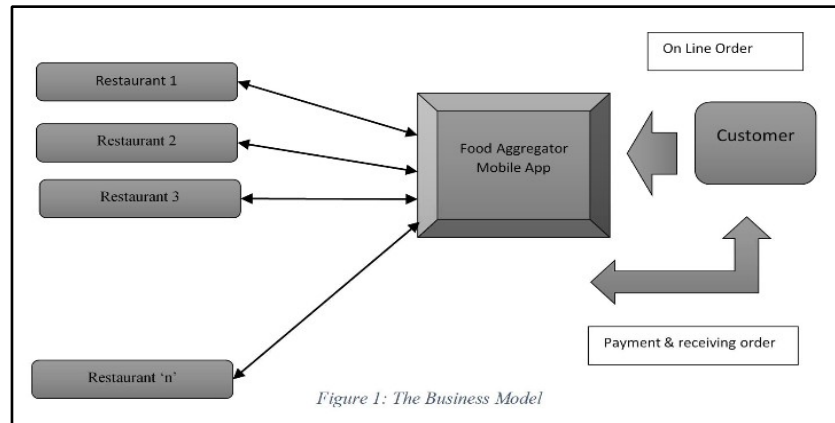 On Line Order
Restaurant 1
Restaurant 2
Restaurant 3
Food Aggregator
Mobile App
Customer
Payment & receiving order
Restaurant ‘n’
Figure 1: The Business Model